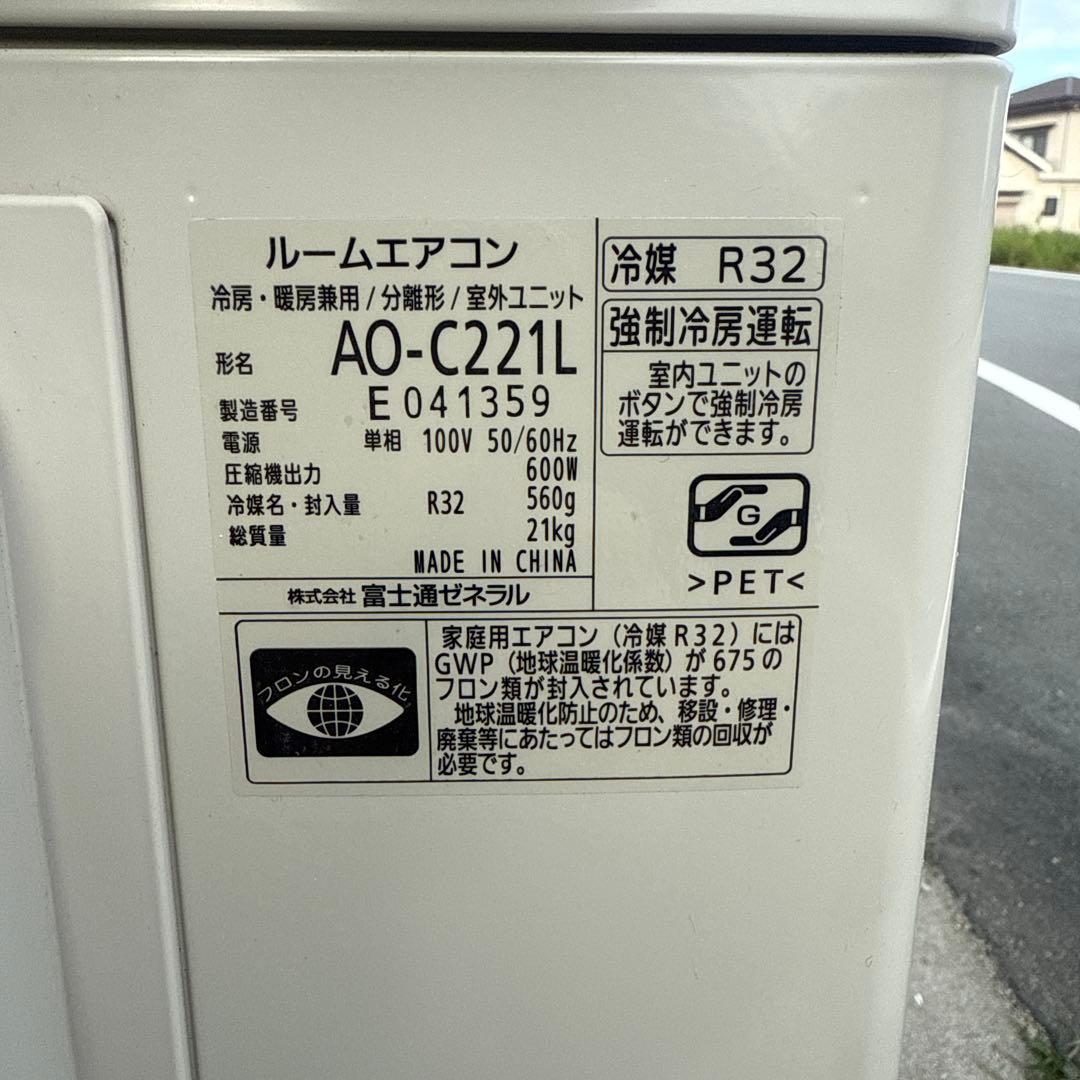 ルームエアコン
冷房・暖房兼用/分離形/室外ユニット
形名 AO-C221L
製造番号 E041359
電源 単相 100V 50/60Hz
圧縮機出力 600W
冷媒名・封入量 R32 560g
総質量 21kg
MADE IN CHINA
株式会社 富士通ゼネラル
冷媒 R32
強制冷房運転
室内ユニットの
ボタンで強制冷房
運転ができます。
G
>PET<
フロンの見える化
家庭用エアコン（冷媒R32）には
GWP（地球温暖化係数）が675の
フロン類が封入されています。
地球温暖化防止のため、移設・修理・
廃棄等にあたってはフロン類の回収が
必要です。